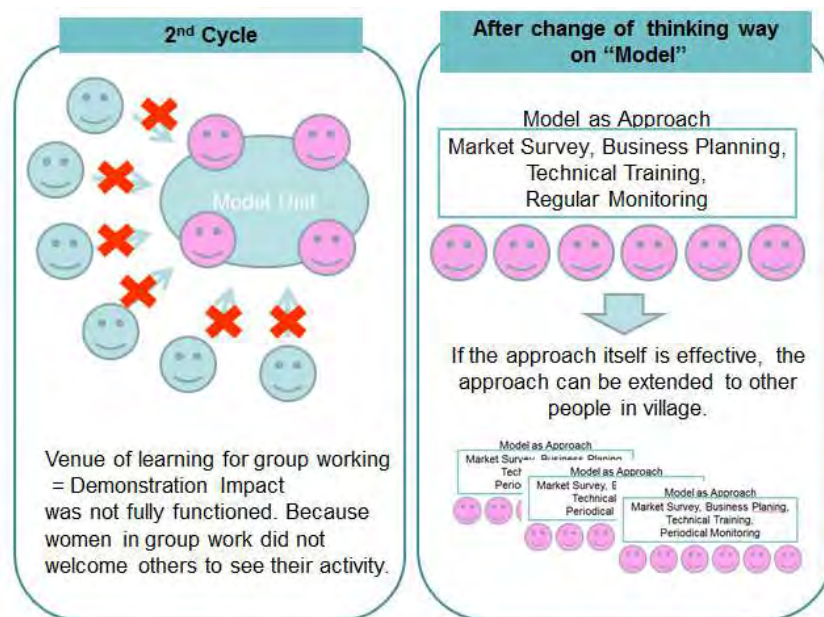 2nd Cycle
Model Unit
Venue of learning for group working
= Demonstration Impact
was not fully functioned. Because
women in group work did not
welcome others to see their activity.
After change of thinking way
on “Model”
Model as Approach
Market Survey, Business Planning,
Technical Training,
Regular Monitoring
If the approach itself is effective, the
approach can be extended to other
people in village.
Model as Approach
Market Survey, Business Planing,
Model as Approach
Market Survey,
Technical
Periodical
Model as Approach
Market Survey, Business Planing,
Technical Training,
Periodical Monitoring